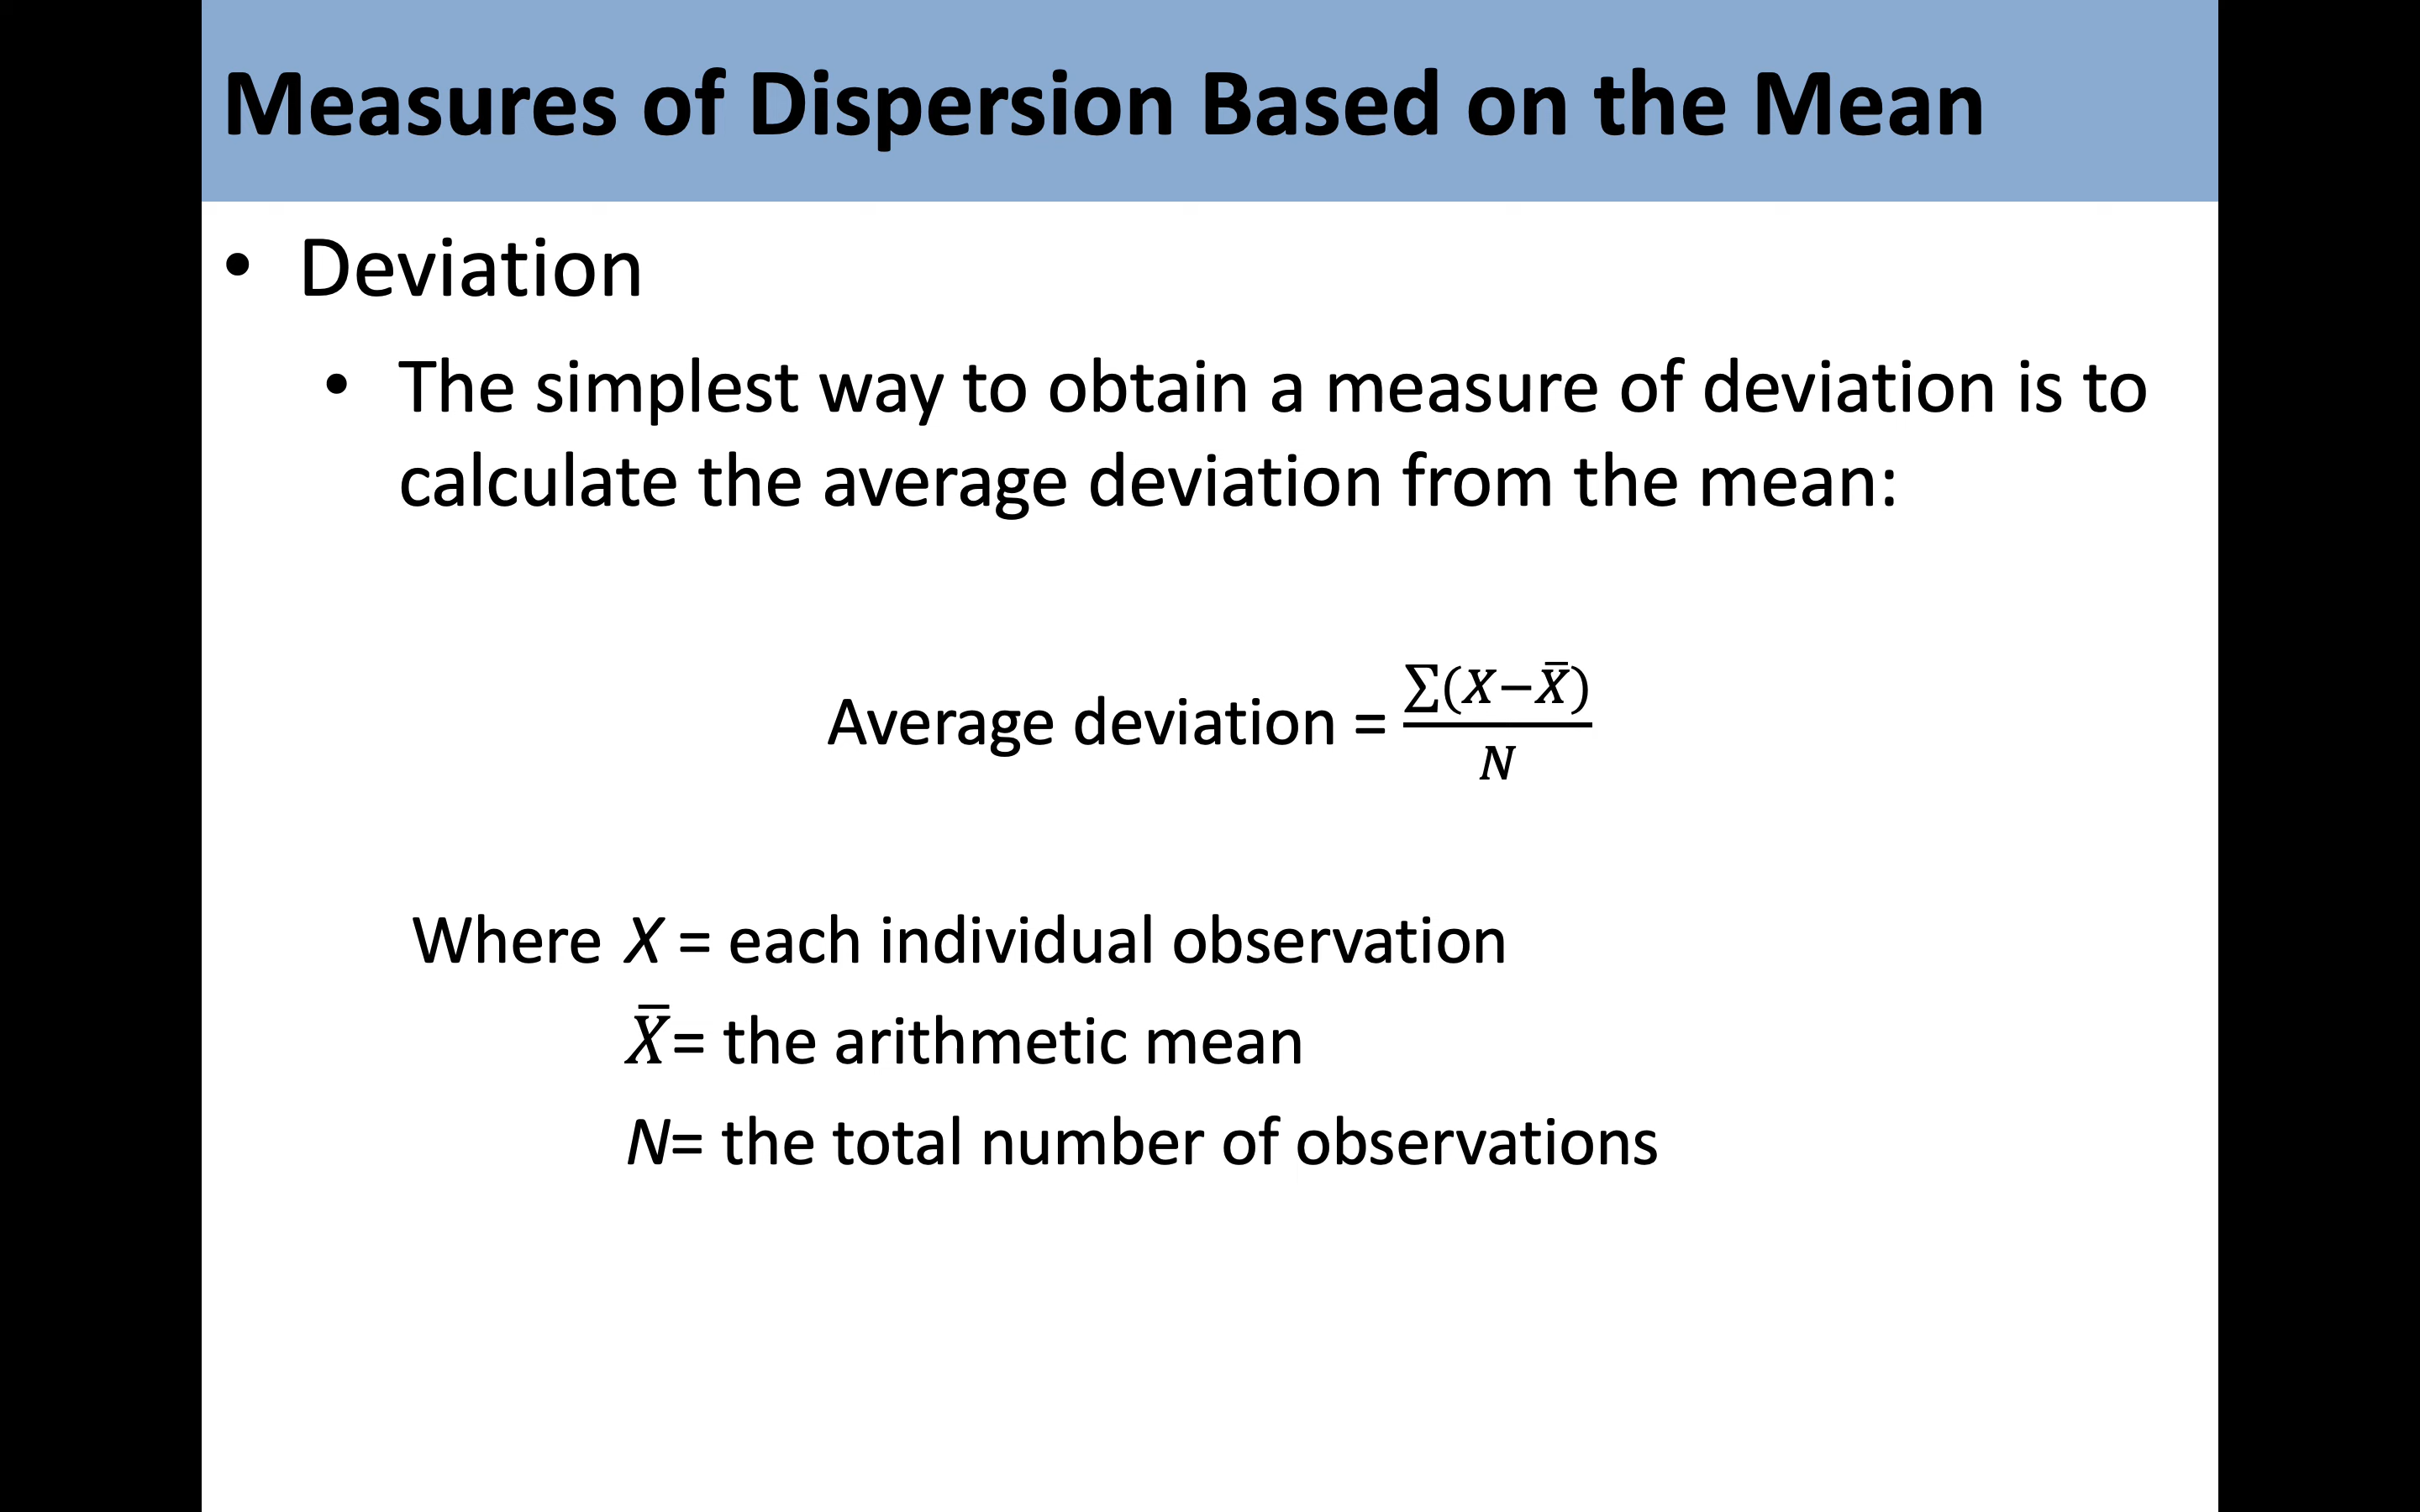 Measures of Dispersion Based on the Mean
• Deviation
• The simplest way to obtain a measure of deviation is to
calculate the average deviation from the mean:
Average deviation = ∑(X−X̄)/N
Where X = each individual observation
X̄= the arithmetic mean
N= the total number of observations